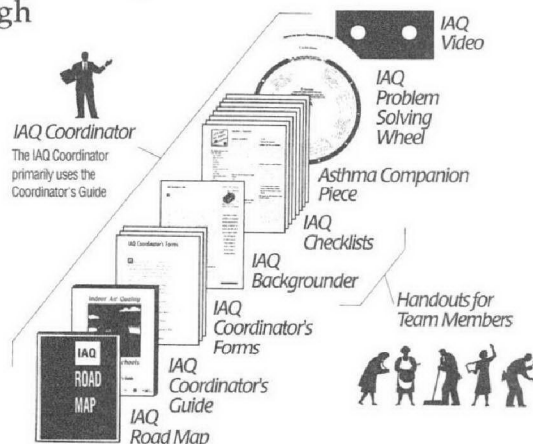 gh
IAQ
Video
IAQ
Problem
Solving
Wheel
IAQ Coordinator
The IAQ Coordinator
primarily uses the
Coordinator's Guide
Asthma Companion
Piece
IAQ
Checklists
IAQ
Backgrounder
IAQ Coordinator's Forms
Handouts for
Team Members
IAQ
Coordinator's
Forms
Indoor Air Quality
IAQ
Coordinator's
Guide
IAQ
ROAD
MAP
IAQ
Road Map